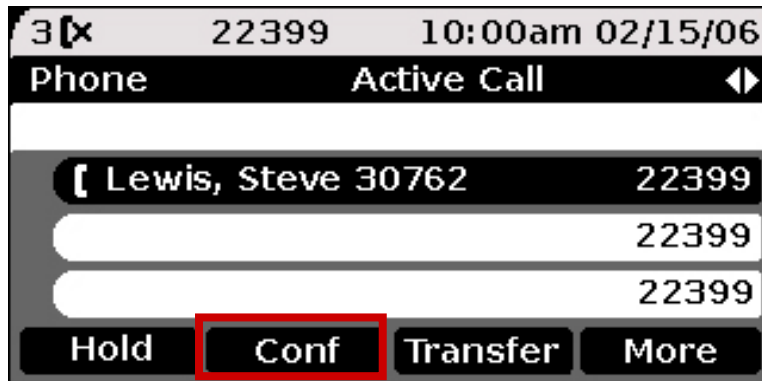 3 22399 10:00am 02/15/06
Phone Active Call
Lewis, Steve 30762 22399
22399
22399
Hold Conf Transfer More